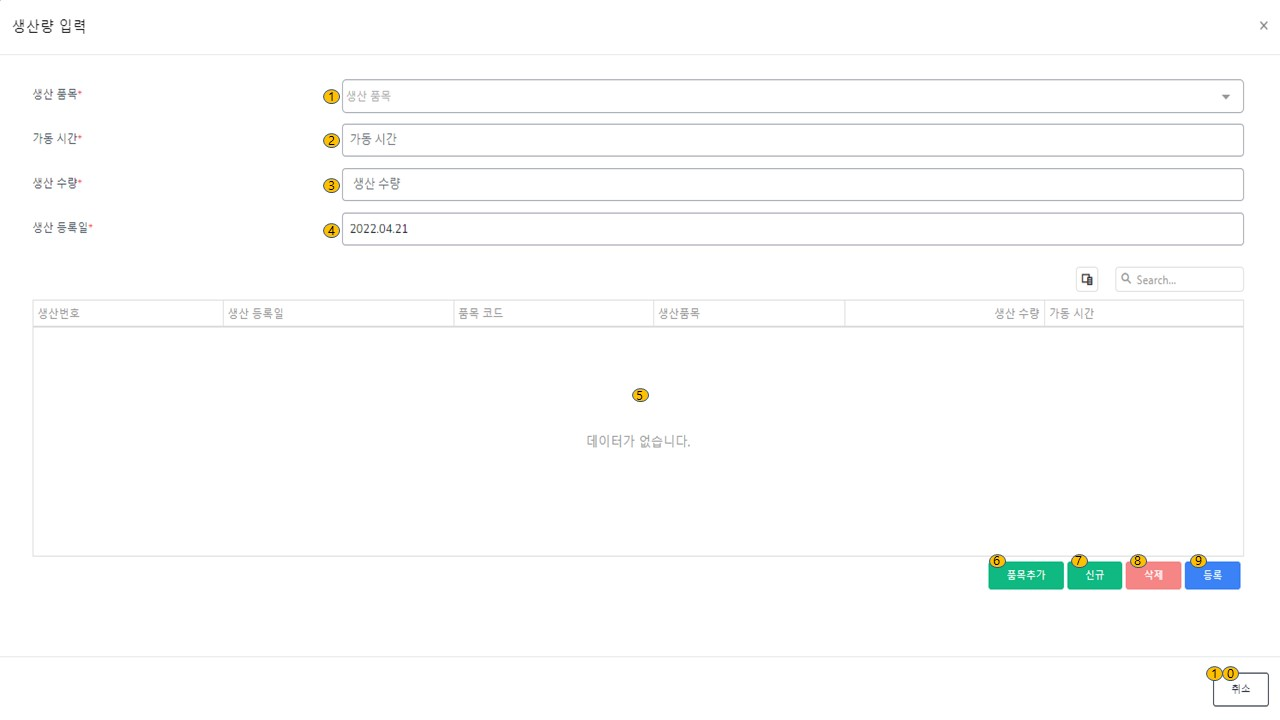 생산량 입력 ×
생산 품목* 1 생산 품목
가동 시간* 2 가동 시간
생산 수량* 3 생산 수량
생산 등록일* 4 2022.04.21
Search...
생산번호 생산 등록일 품목 코드 생산품목 생산 수량 가동 시간
5
데이터가 없습니다.
6 7 8 9
품목추가 신규 삭제 등록
1 0
취소